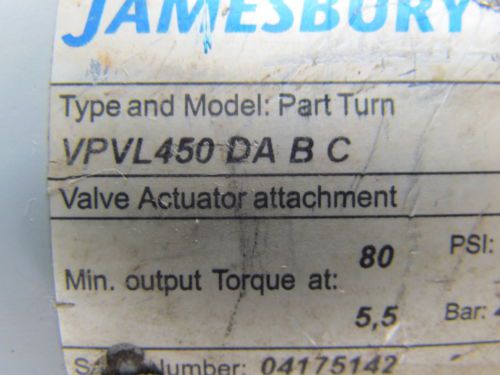 JAMESBURY
Type and Model: Part Turn
VPVL450 DA B C
Valve Actuator attachment
Min. output Torque at: 80 PSI:
5,5 Bar:
Number: 04175142